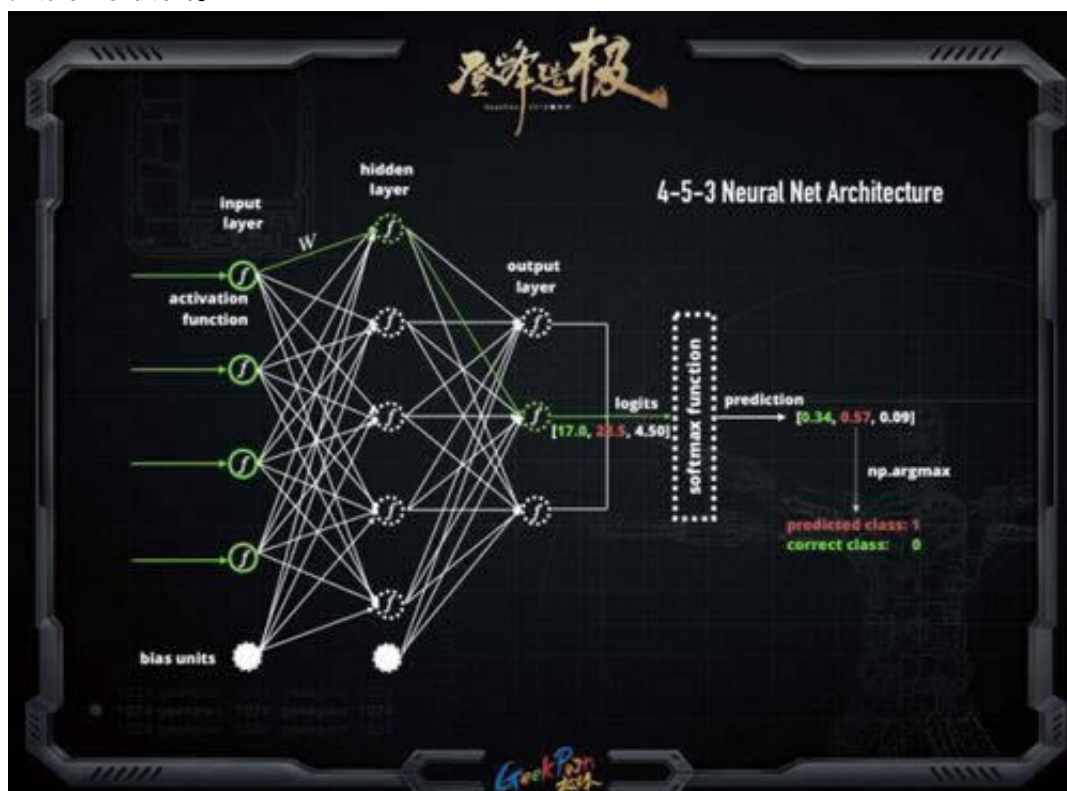 登峰造极
hidden
layer
4-5-3 Neural Net Architecture
input
layer
W
output
layer
activation
function
logits
softmax function
prediction
[17.0, 28.5, 4.50]
[0.34, 0.57, 0.09]
np.argmax
predicted class: 1
correct class: 0
bias units
GeekPwn